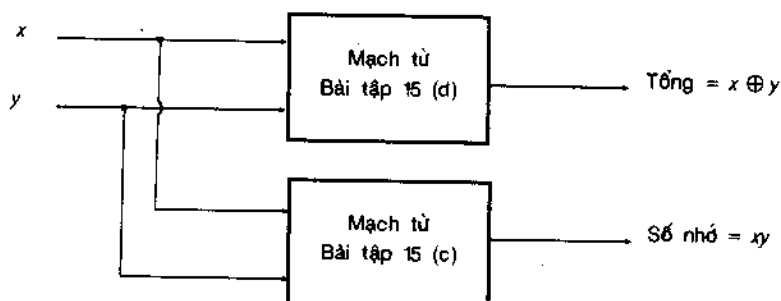 x
Mạch từ
Bài tập 15 (d)
Tổng = x ⊕ y
y
Mạch từ
Bài tập 15 (c)
Số nhớ = xy